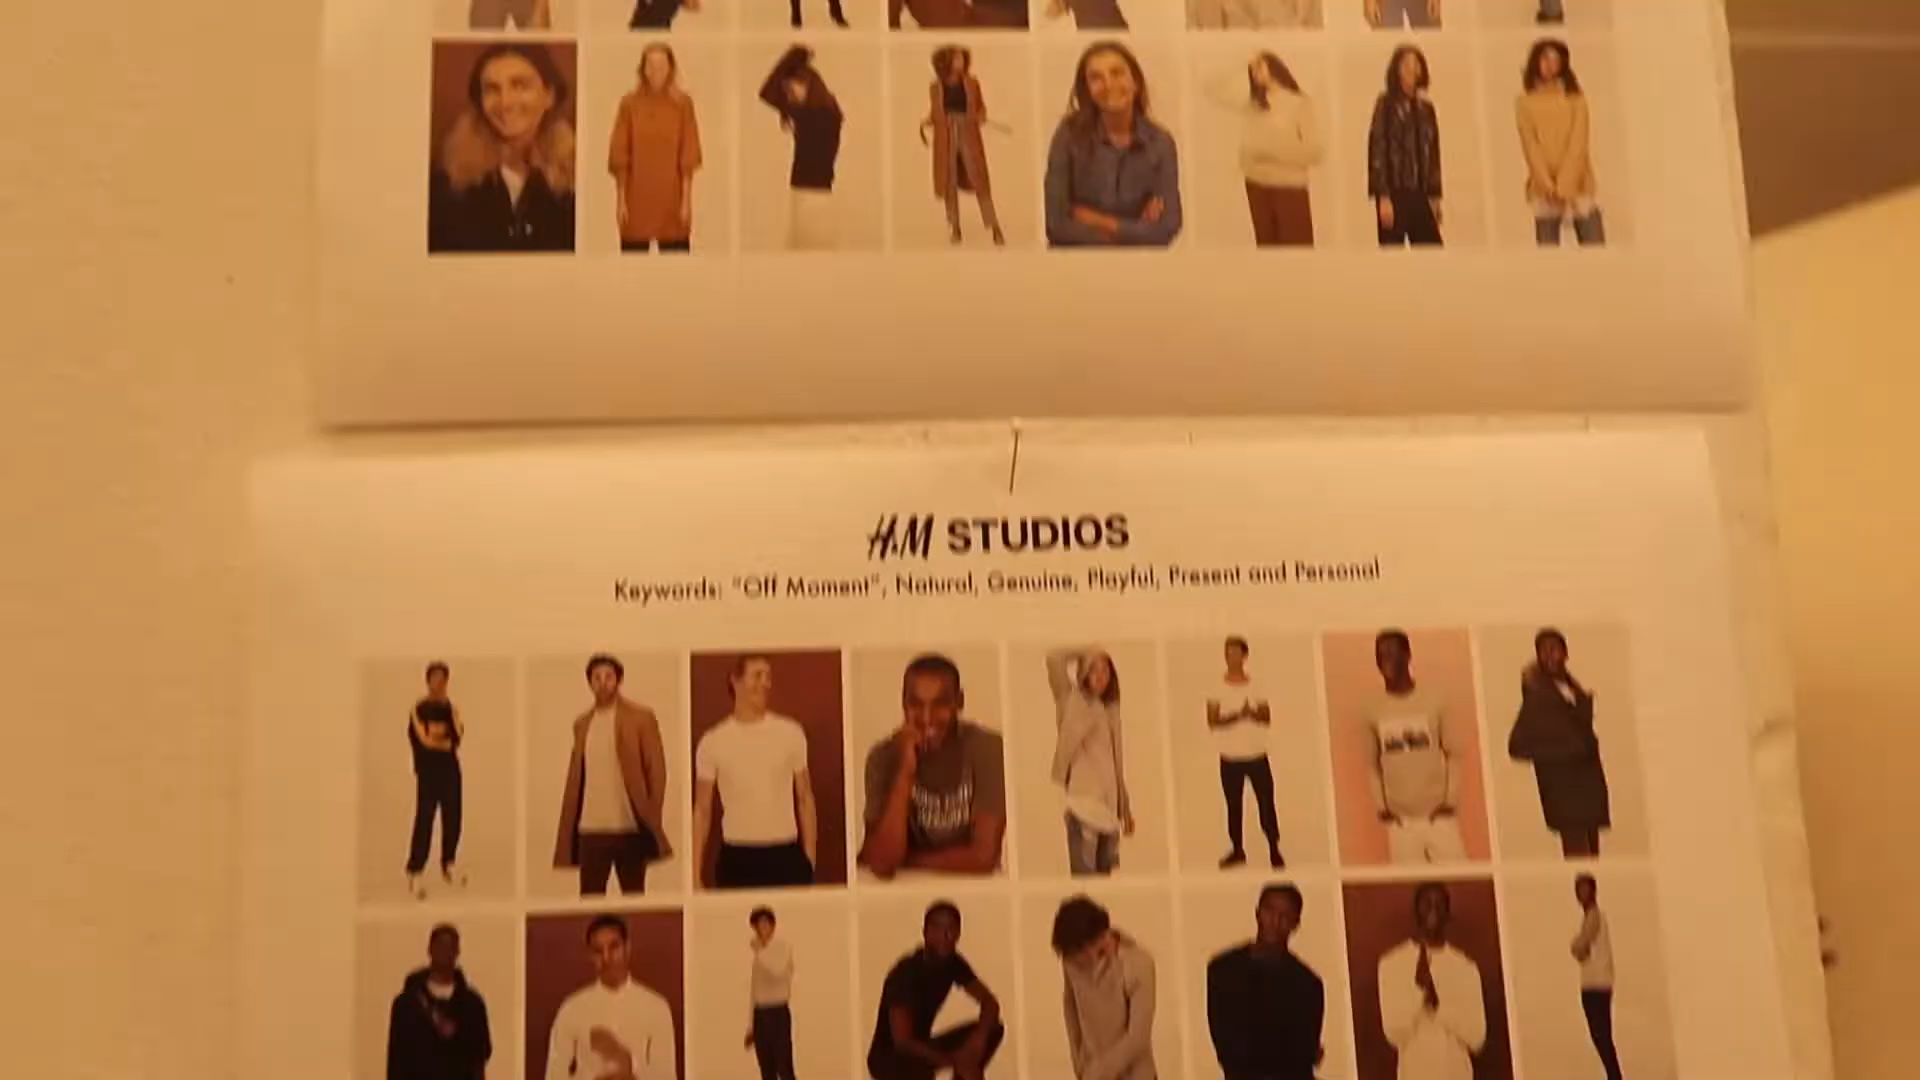 H&M STUDIOS
Keywords: "Off Moment", Natural, Genuine, Playful, Present and Personal